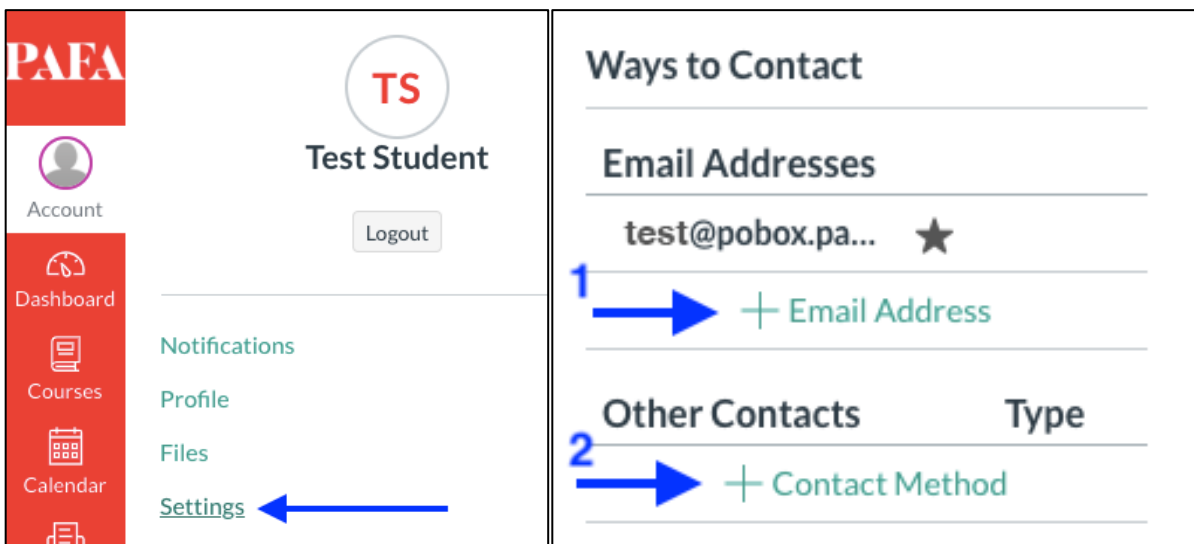 PAFA
Account
Dashboard
Courses
Calendar
TS
Test Student
Logout
Notifications
Profile
Files
Settings
Ways to Contact
Email Addresses
test@pobox.pa...
1
+ Email Address
Other Contacts Type
2
+ Contact Method